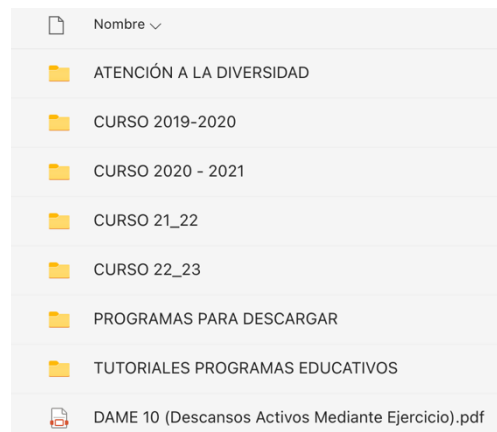 Nombre
ATENCIÓN A LA DIVERSIDAD
CURSO 2019-2020
CURSO 2020 - 2021
CURSO 21_22
CURSO 22_23
PROGRAMAS PARA DESCARGAR
TUTORIALES PROGRAMAS EDUCATIVOS
DAME 10 (Descansos Activos Mediante Ejercicio).pdf